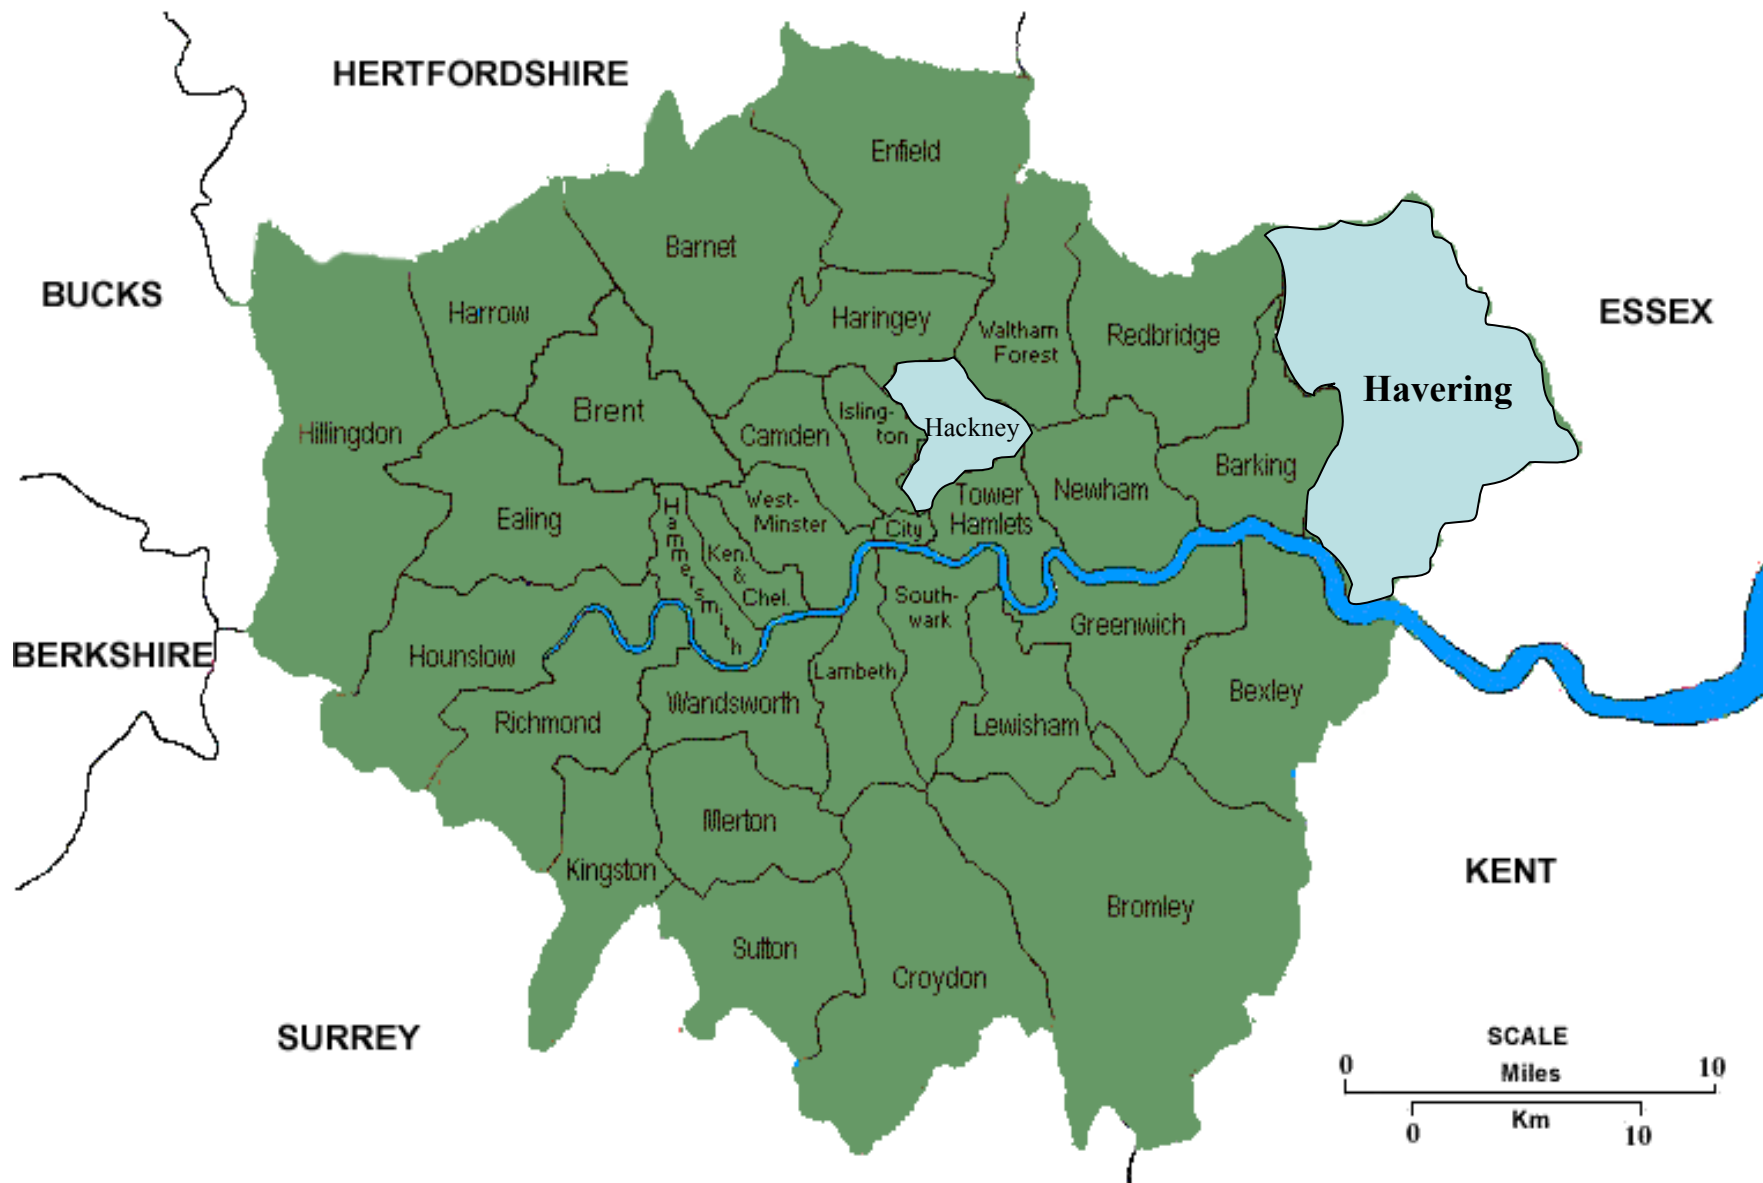 HERTFORDSHIRE
Enfield
Barnet
BUCKS
ESSEX
Harrow
Haringey
Waltham
Forest
Redbridge
Havering
Brent
Isling-
ton
Hackney
Hillingdon
Camden
Barking
Newham
Tower
Hamlets
West-
Minster
City
Ealing
Hammersmith
Ken.
&
Chel.
South-
wark
Greenwich
BERKSHIRE
Hounslow
Lambeth
Bexley
Richmond
Wandsworth
Lewisham
Merton
Kingston
KENT
Bromley
Sutton
Croydon
SURREY
SCALE
0 Miles 10
Km
0 10